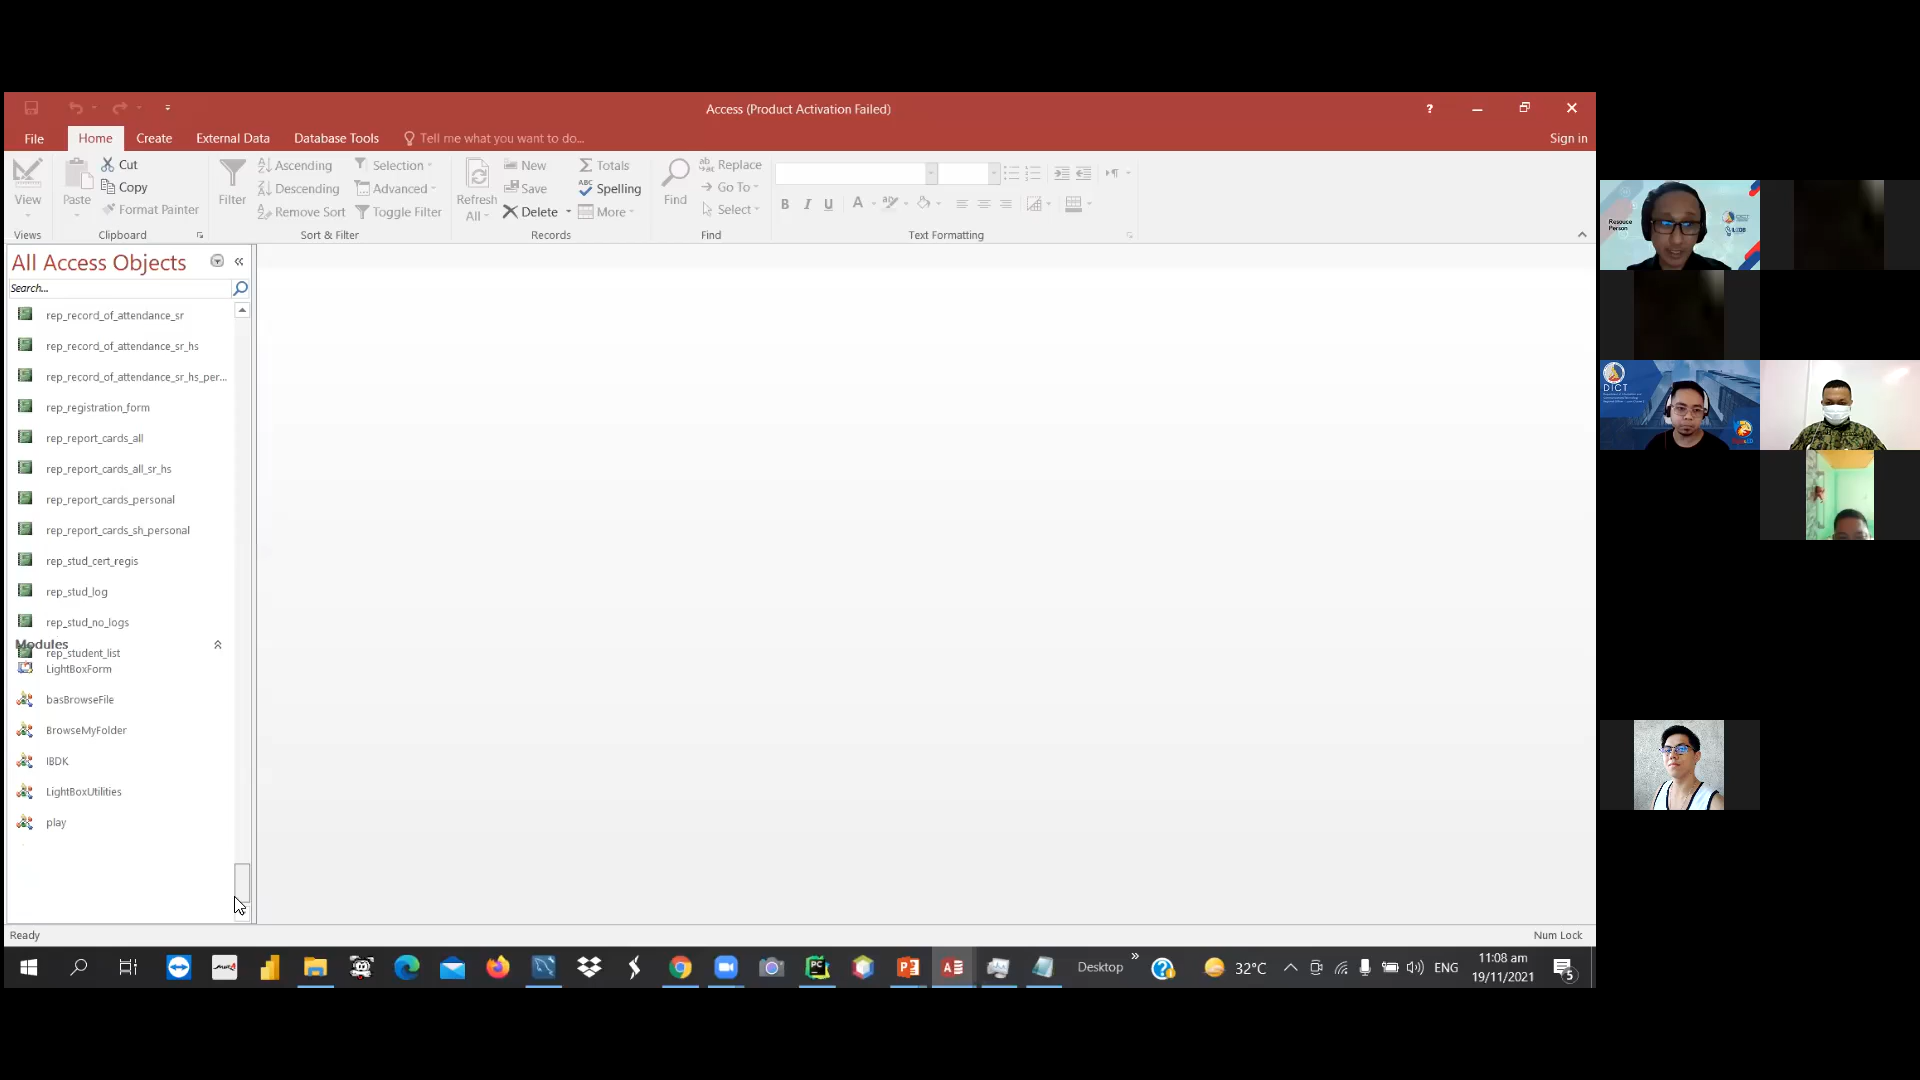 Access (Product Activation Failed)
?
File Home Create External Data Database Tools Tell me what you want to do... Sign in
View
Views
Paste
Cut
Copy
Format Painter
Clipboard
Filter
Ascending
Descending
Remove Sort
Selection
Advanced
Toggle Filter
Sort & Filter
Refresh
All
New
Save
Delete
Totals
Spelling
More
Records
Find
Replace
Go To
Select
Find
B I U A
Text Formatting
All Access Objects
Search...
rep_record_of_attendance_sr
rep_record_of_attendance_sr_hs
rep_record_of_attendance_sr_hs_per...
rep_registration_form
rep_report_cards_all
rep_report_cards_all_sr_hs
rep_report_cards_personal
rep_report_cards_sh_personal
rep_stud_cert_regis
rep_stud_log
rep_stud_no_logs
Modules
rep_student_list
LightBoxForm
basBrowseFile
BrowseMyFolder
IBDK
LightBoxUtilities
play
Ready Num Lock
Desktop
32°C
ENG
11:08 am
19/11/2021
5
Resouce
Person
DICT